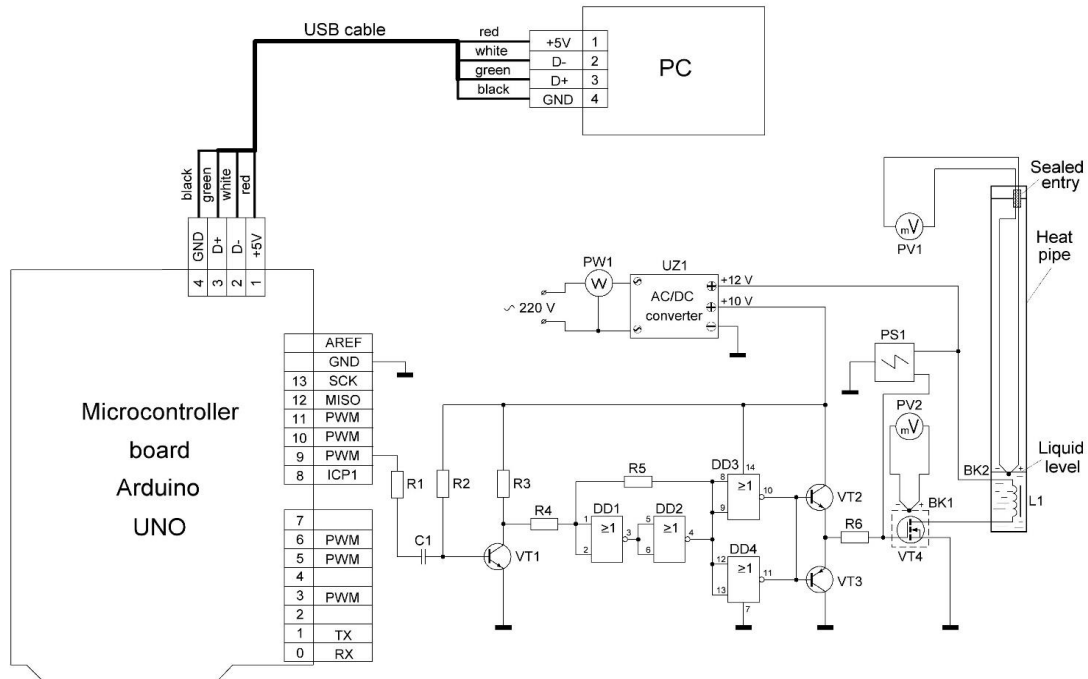 USB cable
red
white
green
black
+5V 1
D- 2
D+ 3
GND 4
PC
black
green
white
red
GND
D+
D-
+5V
4
3
2
1
Microcontroller
board
Arduino
UNO
AREF
GND
13 SCK
12 MISO
11 PWM
10 PWM
9 PWM
8 ICP1
7
6 PWM
5 PWM
4
3 PWM
2
1 TX
0 RX
~ 220 V
PW1
W
UZ1
AC/DC
converter
+12 V
+10 V
PS1
PV1
mV
Sealed
entry
Heat
pipe
PV2
mV
BK2
- +
Liquid
level
L1
- +
BK1
VT4
R1
R2
R3
C1
VT1
R4
R5
DD1
≥1
1
2
3
DD2
≥1
5
6
4
DD3
≥1
8
9
14
10
DD4
≥1
12
13
11
7
VT2
VT3
R6